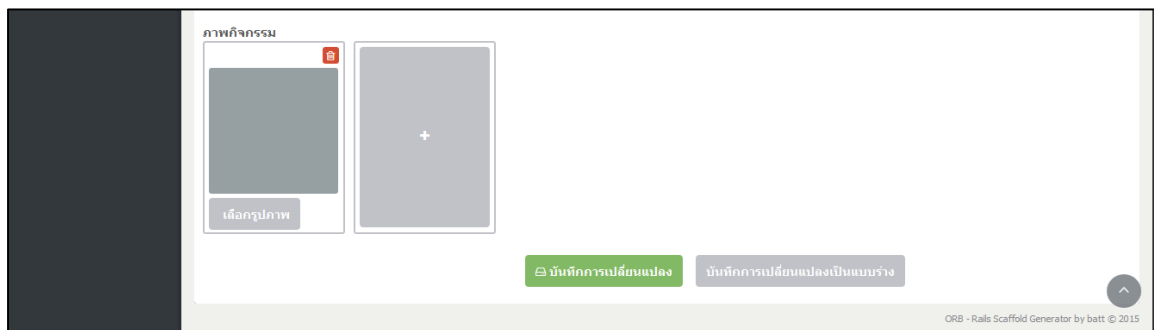 ภาพกิจกรรม
+
เลือกรูปภาพ
บันทึกการเปลี่ยนแปลง บันทึกการเปลี่ยนแปลงเป็นแบบร่าง
ORB - Rails Scaffold Generator by batt © 2015